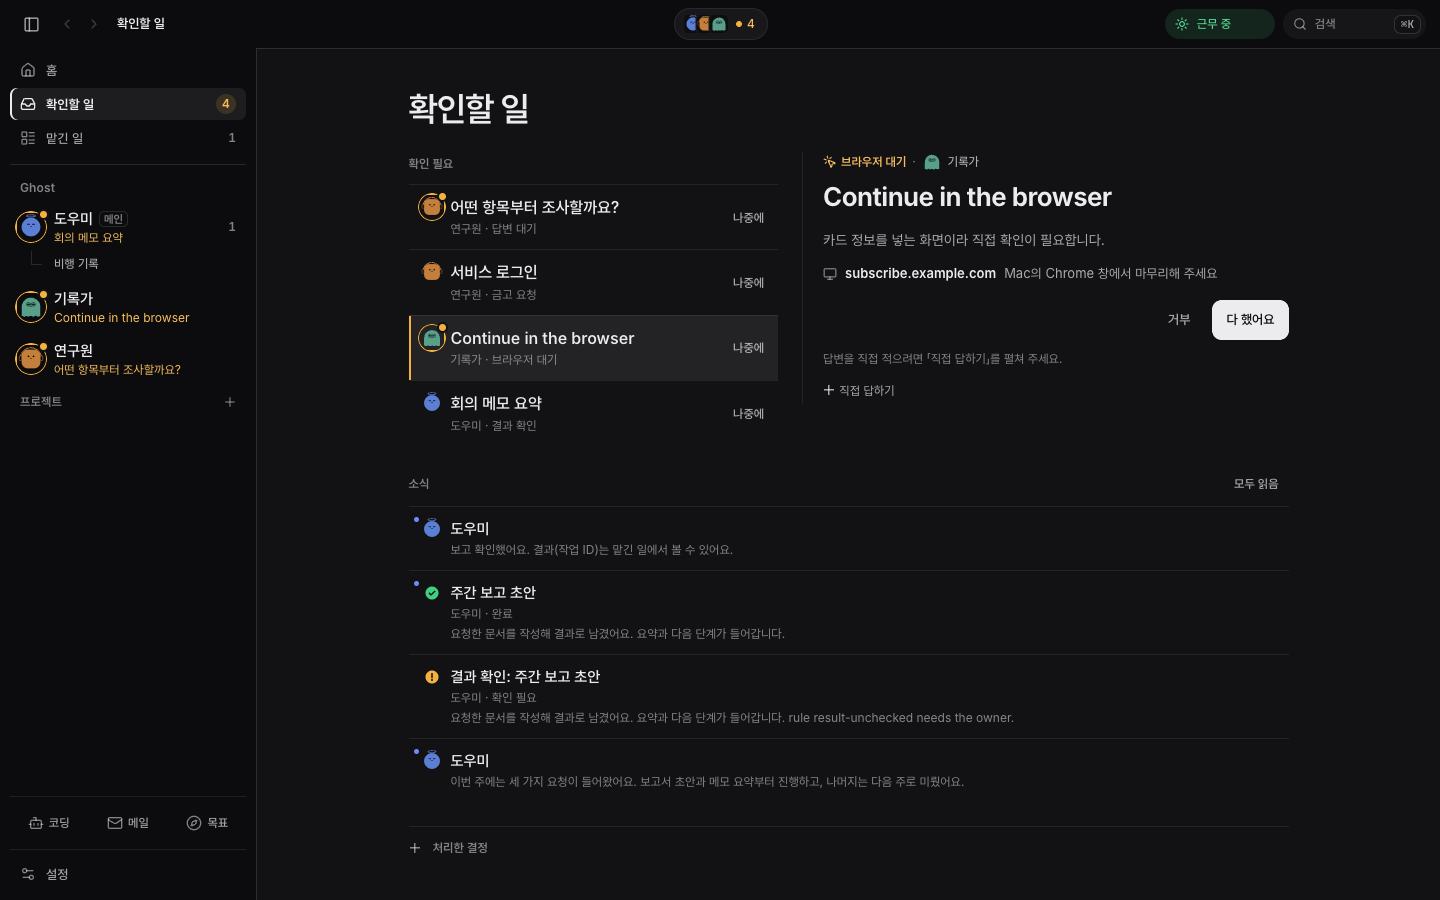 확인할 일
4
근무 중
검색
⌘K
홈
확인할 일
4
맡긴 일
1
Ghost
도우미 메인
회의 메모 요약
1
비행 기록
기록가
Continue in the browser
연구원
어떤 항목부터 조사할까요?
프로젝트
코딩
메일
목표
설정
확인할 일
확인 필요
어떤 항목부터 조사할까요?
연구원 · 답변 대기
나중에
서비스 로그인
연구원 · 금고 요청
나중에
Continue in the browser
기록가 · 브라우저 대기
나중에
회의 메모 요약
도우미 · 결과 확인
나중에
브라우저 대기 · 기록가
Continue in the browser
카드 정보를 넣는 화면이라 직접 확인이 필요합니다.
subscribe.example.com Mac의 Chrome 창에서 마무리해 주세요
거부
다 했어요
답변을 직접 적으려면 「직접 답하기」를 펼쳐 주세요.
직접 답하기
소식
모두 읽음
도우미
보고 확인했어요. 결과(작업 ID)는 맡긴 일에서 볼 수 있어요.
주간 보고 초안
도우미 · 완료
요청한 문서를 작성해 결과로 남겼어요. 요약과 다음 단계가 들어갑니다.
결과 확인: 주간 보고 초안
도우미 · 확인 필요
요청한 문서를 작성해 결과로 남겼어요. 요약과 다음 단계가 들어갑니다. rule result-unchecked needs the owner.
도우미
이번 주에는 세 가지 요청이 들어왔어요. 보고서 초안과 메모 요약부터 진행하고, 나머지는 다음 주로 미뤘어요.
처리한 결정